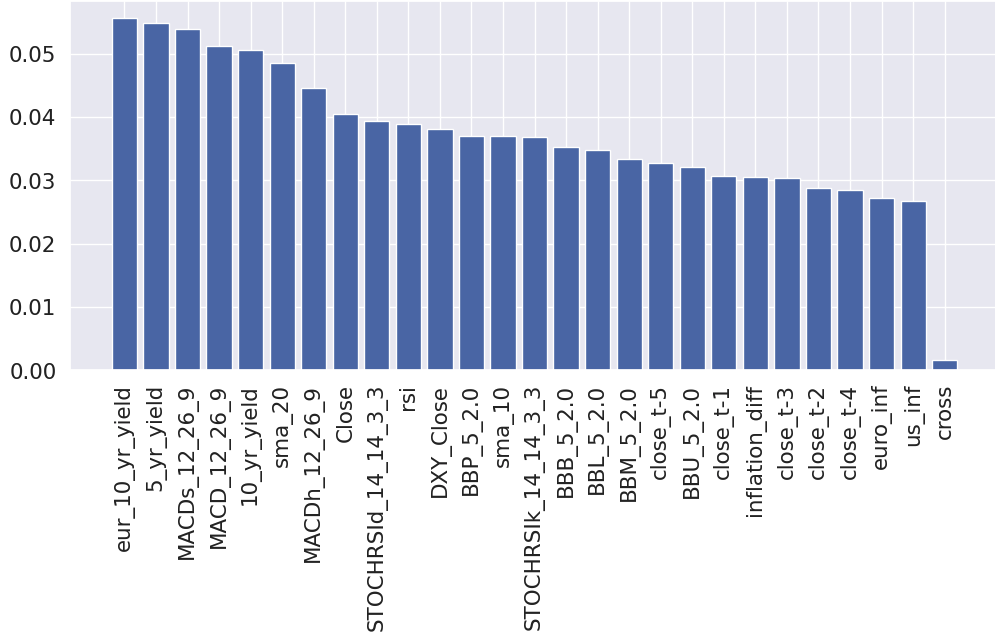 0.05
0.04
0.03
0.02
0.01
0.00
eur_10_yr_yield
5_yr_yield
MACDs_12_26_9
MACD_12_26_9
10_yr_yield
sma_20
MACDh_12_26_9
Close
STOCHRSId_14_14_3_3
rsi
DXY_Close
BBP_5_2.0
sma_10
STOCHRSIk_14_14_3_3
BBB_5_2.0
BBL_5_2.0
BBM_5_2.0
close_t-5
BBU_5_2.0
close_t-1
inflation_diff
close_t-3
close_t-2
close_t-4
euro_inf
us_inf
cross